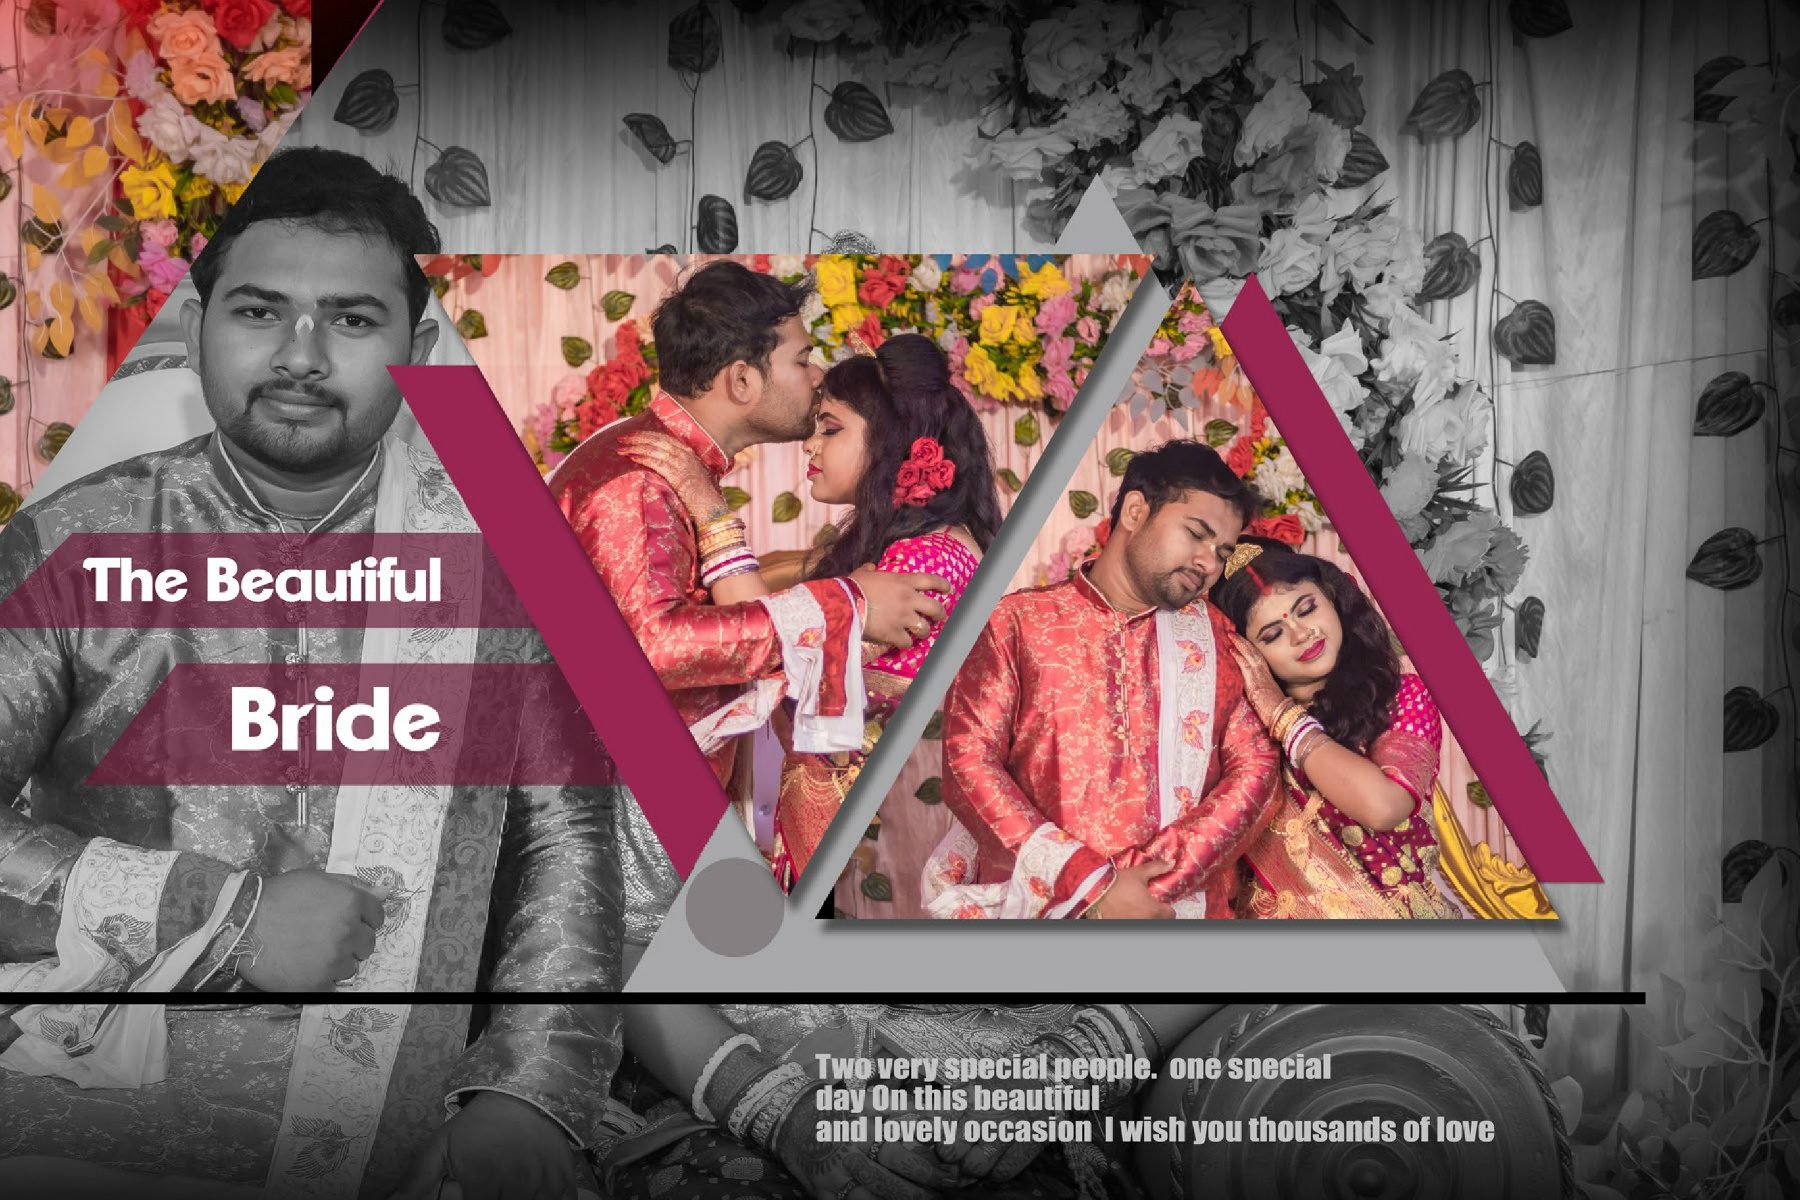 The Beautiful
Bride
Two very special people. one special
day On this beautiful
and lovely occasion I wish you thousands of love